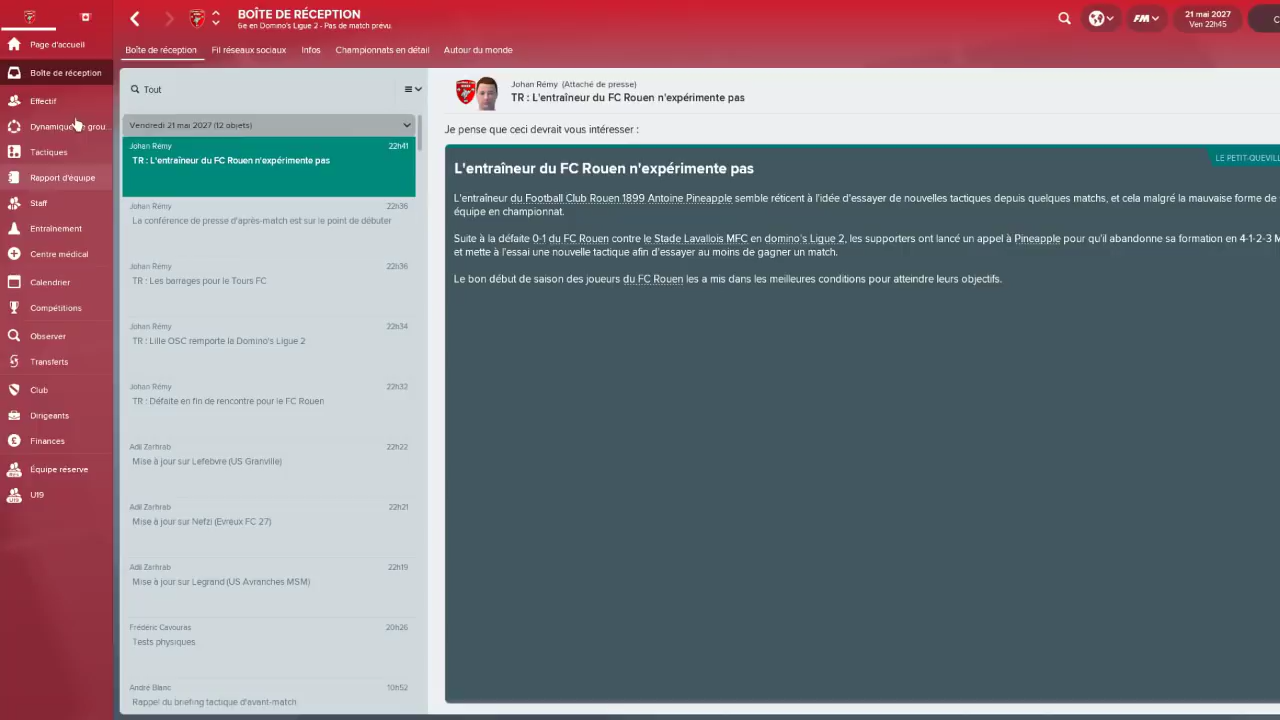 BOÎTE DE RÉCEPTION
6e en Domino's Ligue 2 - Pas de match prévu.
FM
21 mai 2027
Ven 22h45
Boîte de réception
Fil réseaux sociaux
Infos
Championnats en détail
Autour du monde
Page d'accueil
Boîte de réception
Effectif
Tactiques
Rapport d'équipe
Staff
Entraînement
Centre médical
Calendrier
Compétitions
Observer
Transferts
Club
Dirigeants
Finances
Équipe réserve
U19
Tout
Vendredi 21 mai 2027 (12 objets)
Johan Rémy 22h41
TR : L'entraîneur du FC Rouen n'expérimente pas
Johan Rémy 22h36
La conférence de presse d'après-match est sur le point de débuter
Johan Rémy 22h36
TR : Les barrages pour le Tours FC
Johan Rémy 22h34
TR : Lille OSC remporte la Domino's Ligue 2
Johan Rémy 22h32
TR : Défaite en fin de rencontre pour le FC Rouen
Adil Zarhrab 22h22
Mise à jour sur Lefebvre (US Granville)
Adil Zarhrab 22h21
Mise à jour sur Nefzi (Evreux FC 27)
Adil Zarhrab 22h19
Mise à jour sur Legrand (US Avranches MSM)
Frédéric Cavouras 20h26
Tests physiques
André Blanc 10h52
Rappel du briefing tactique d'avant-match
Johan Rémy (Attaché de presse)
TR : L'entraîneur du FC Rouen n'expérimente pas
Je pense que ceci devrait vous intéresser :
LE PETIT-QUEVILL
L'entraîneur du FC Rouen n'expérimente pas
L'entraîneur du Football Club Rouen 1899 Antoine Pineapple semble réticent à l'idée d'essayer de nouvelles tactiques depuis quelques matchs, et cela malgré la mauvaise forme de
équipe en championnat.
Suite à la défaite 0-1 du FC Rouen contre le Stade Lavallois MFC en domino's Ligue 2, les supporters ont lancé un appel à Pineapple pour qu'il abandonne sa formation en 4-1-2-3 M
et mette à l'essai une nouvelle tactique afin d'essayer au moins de gagner un match.
Le bon début de saison des joueurs du FC Rouen les a mis dans les meilleures conditions pour atteindre leurs objectifs.